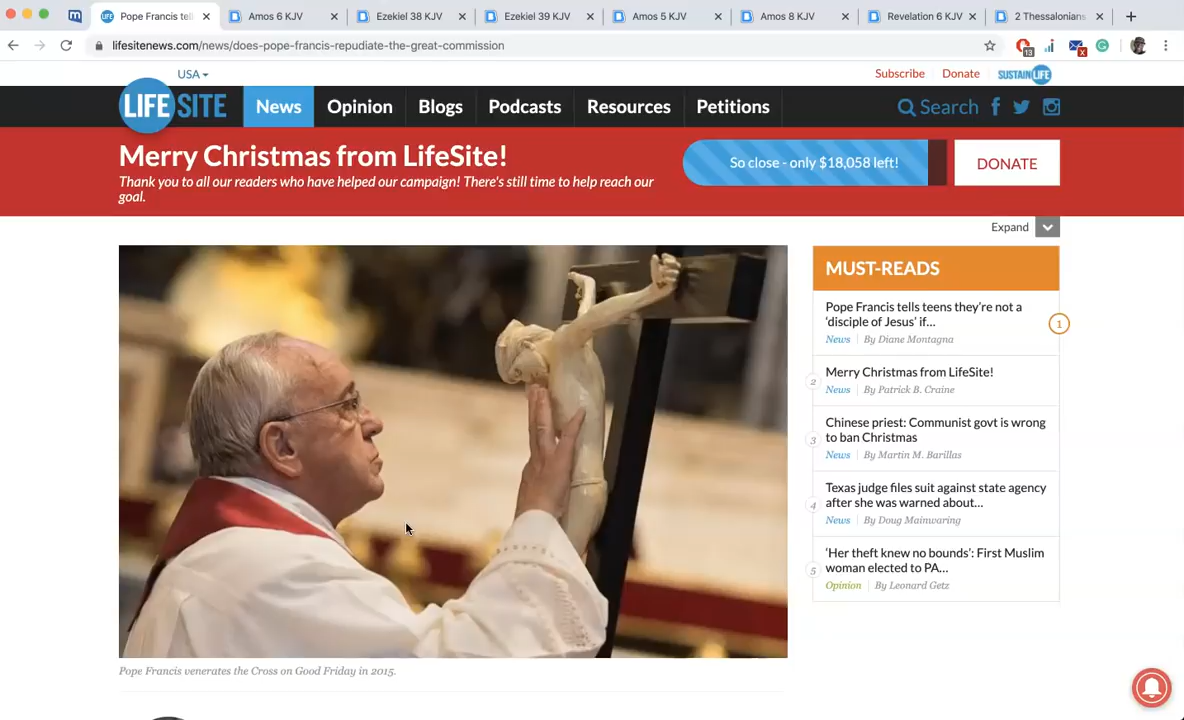 Pope Francis tel
Amos 6 KJV
Ezekiel 38 KJV
Ezekiel 39 KJV
Amos 5 KJV
Amos 8 KJV
Revelation 6 KJV
2 Thessalonians
lifesitenews.com/news/does-pope-francis-repudiate-the-great-commission
13
x
USA
Subscribe
Donate
SUSTAINLIFE
LIFESITE
News
Opinion
Blogs
Podcasts
Resources
Petitions
Search
Merry Christmas from LifeSite!
Thank you to all our readers who have helped our campaign! There's still time to help reach our
goal.
So close - only $18,058 left!
DONATE
Expand
MUST-READS
Pope Francis tells teens they're not a
'disciple of Jesus' if...
News | By Diane Montagna
1
Merry Christmas from LifeSite!
News | By Patrick B. Craine
2
Chinese priest: Communist govt is wrong
to ban Christmas
News | By Martin M. Barillas
3
Texas judge files suit against state agency
after she was warned about...
News | By Doug Mainwaring
4
'Her theft knew no bounds': First Muslim
woman elected to PA...
Opinion | By Leonard Getz
5
Pope Francis venerates the Cross on Good Friday in 2015.